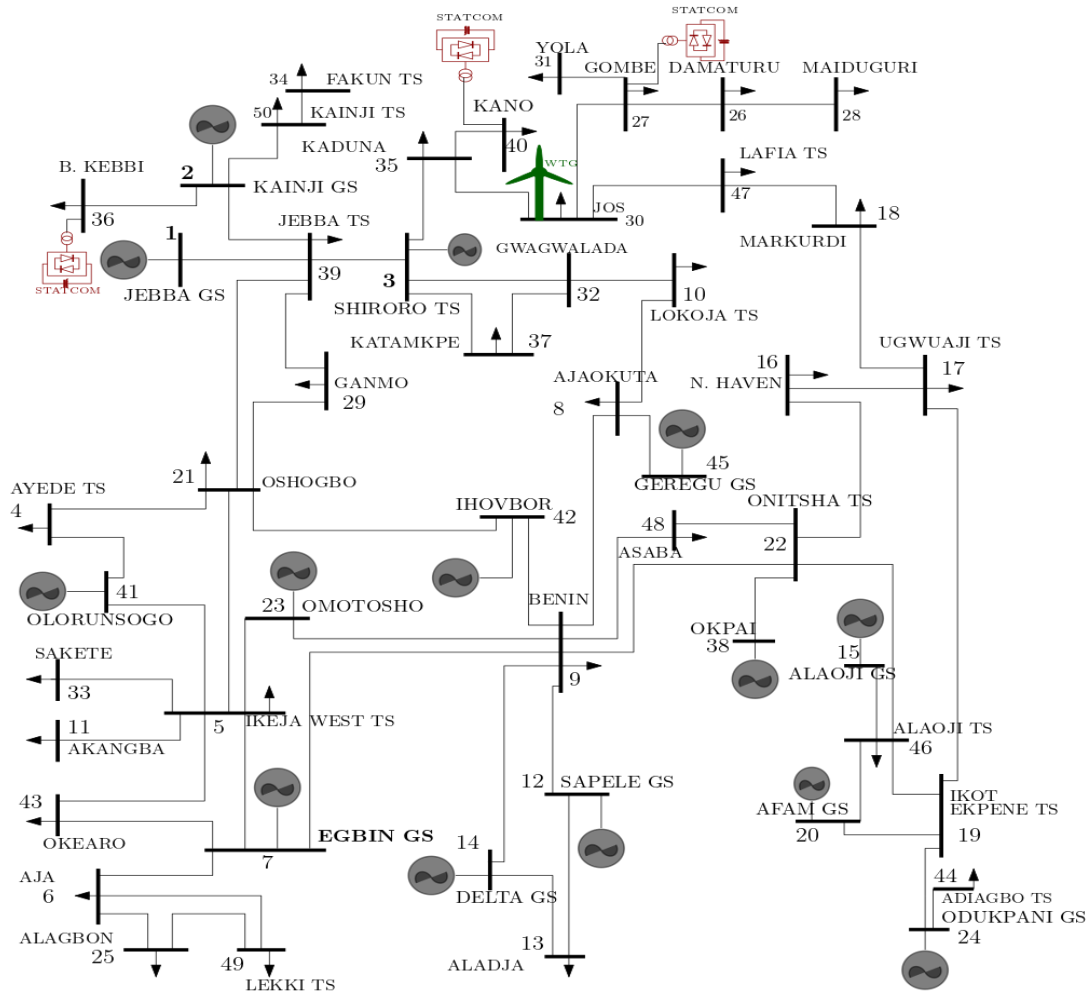 STATCOM
STATCOM
YOLA
31
GOMBE
DAMATURU
MAIDUGURI
34
FAKUN TS
50
KAINJI TS
KANO
40
27
26
28
KADUNA
35
WTG
LAFIA TS
47
B. KEBBI
36
2
KAINJI GS
JOS
30
18
MARKURDI
JEBBA TS
1
GWAGWALADA
39
3
32
10
STATCOM
JEBBA GS
SHIRORO TS
LOKOJA TS
KATAMKPE
37
UGWUAJI TS
16
17
AJAOKUTA
N. HAVEN
GANMO
29
8
45
GEREGU GS
21
OSHOGBO
AYEDE TS
4
IHOVBOR
42
ONITSHA TS
48
ASABA
22
41
OLORUNSOGO
23
OMOTOSHO
BENIN
OKPAI
38
15
ALAOJI GS
SAKETE
33
9
11
AKANGBA
5
IKEJA WEST TS
ALAOJI TS
46
12
SAPELE GS
43
OKEARO
AFAM GS
20
IKOT
EKPENE TS
19
EGBIN GS
7
14
DELTA GS
AJA
6
44
ADIAGBO TS
ODUKPANI GS
24
ALAGBON
25
49
LEKKI TS
13
ALADJA